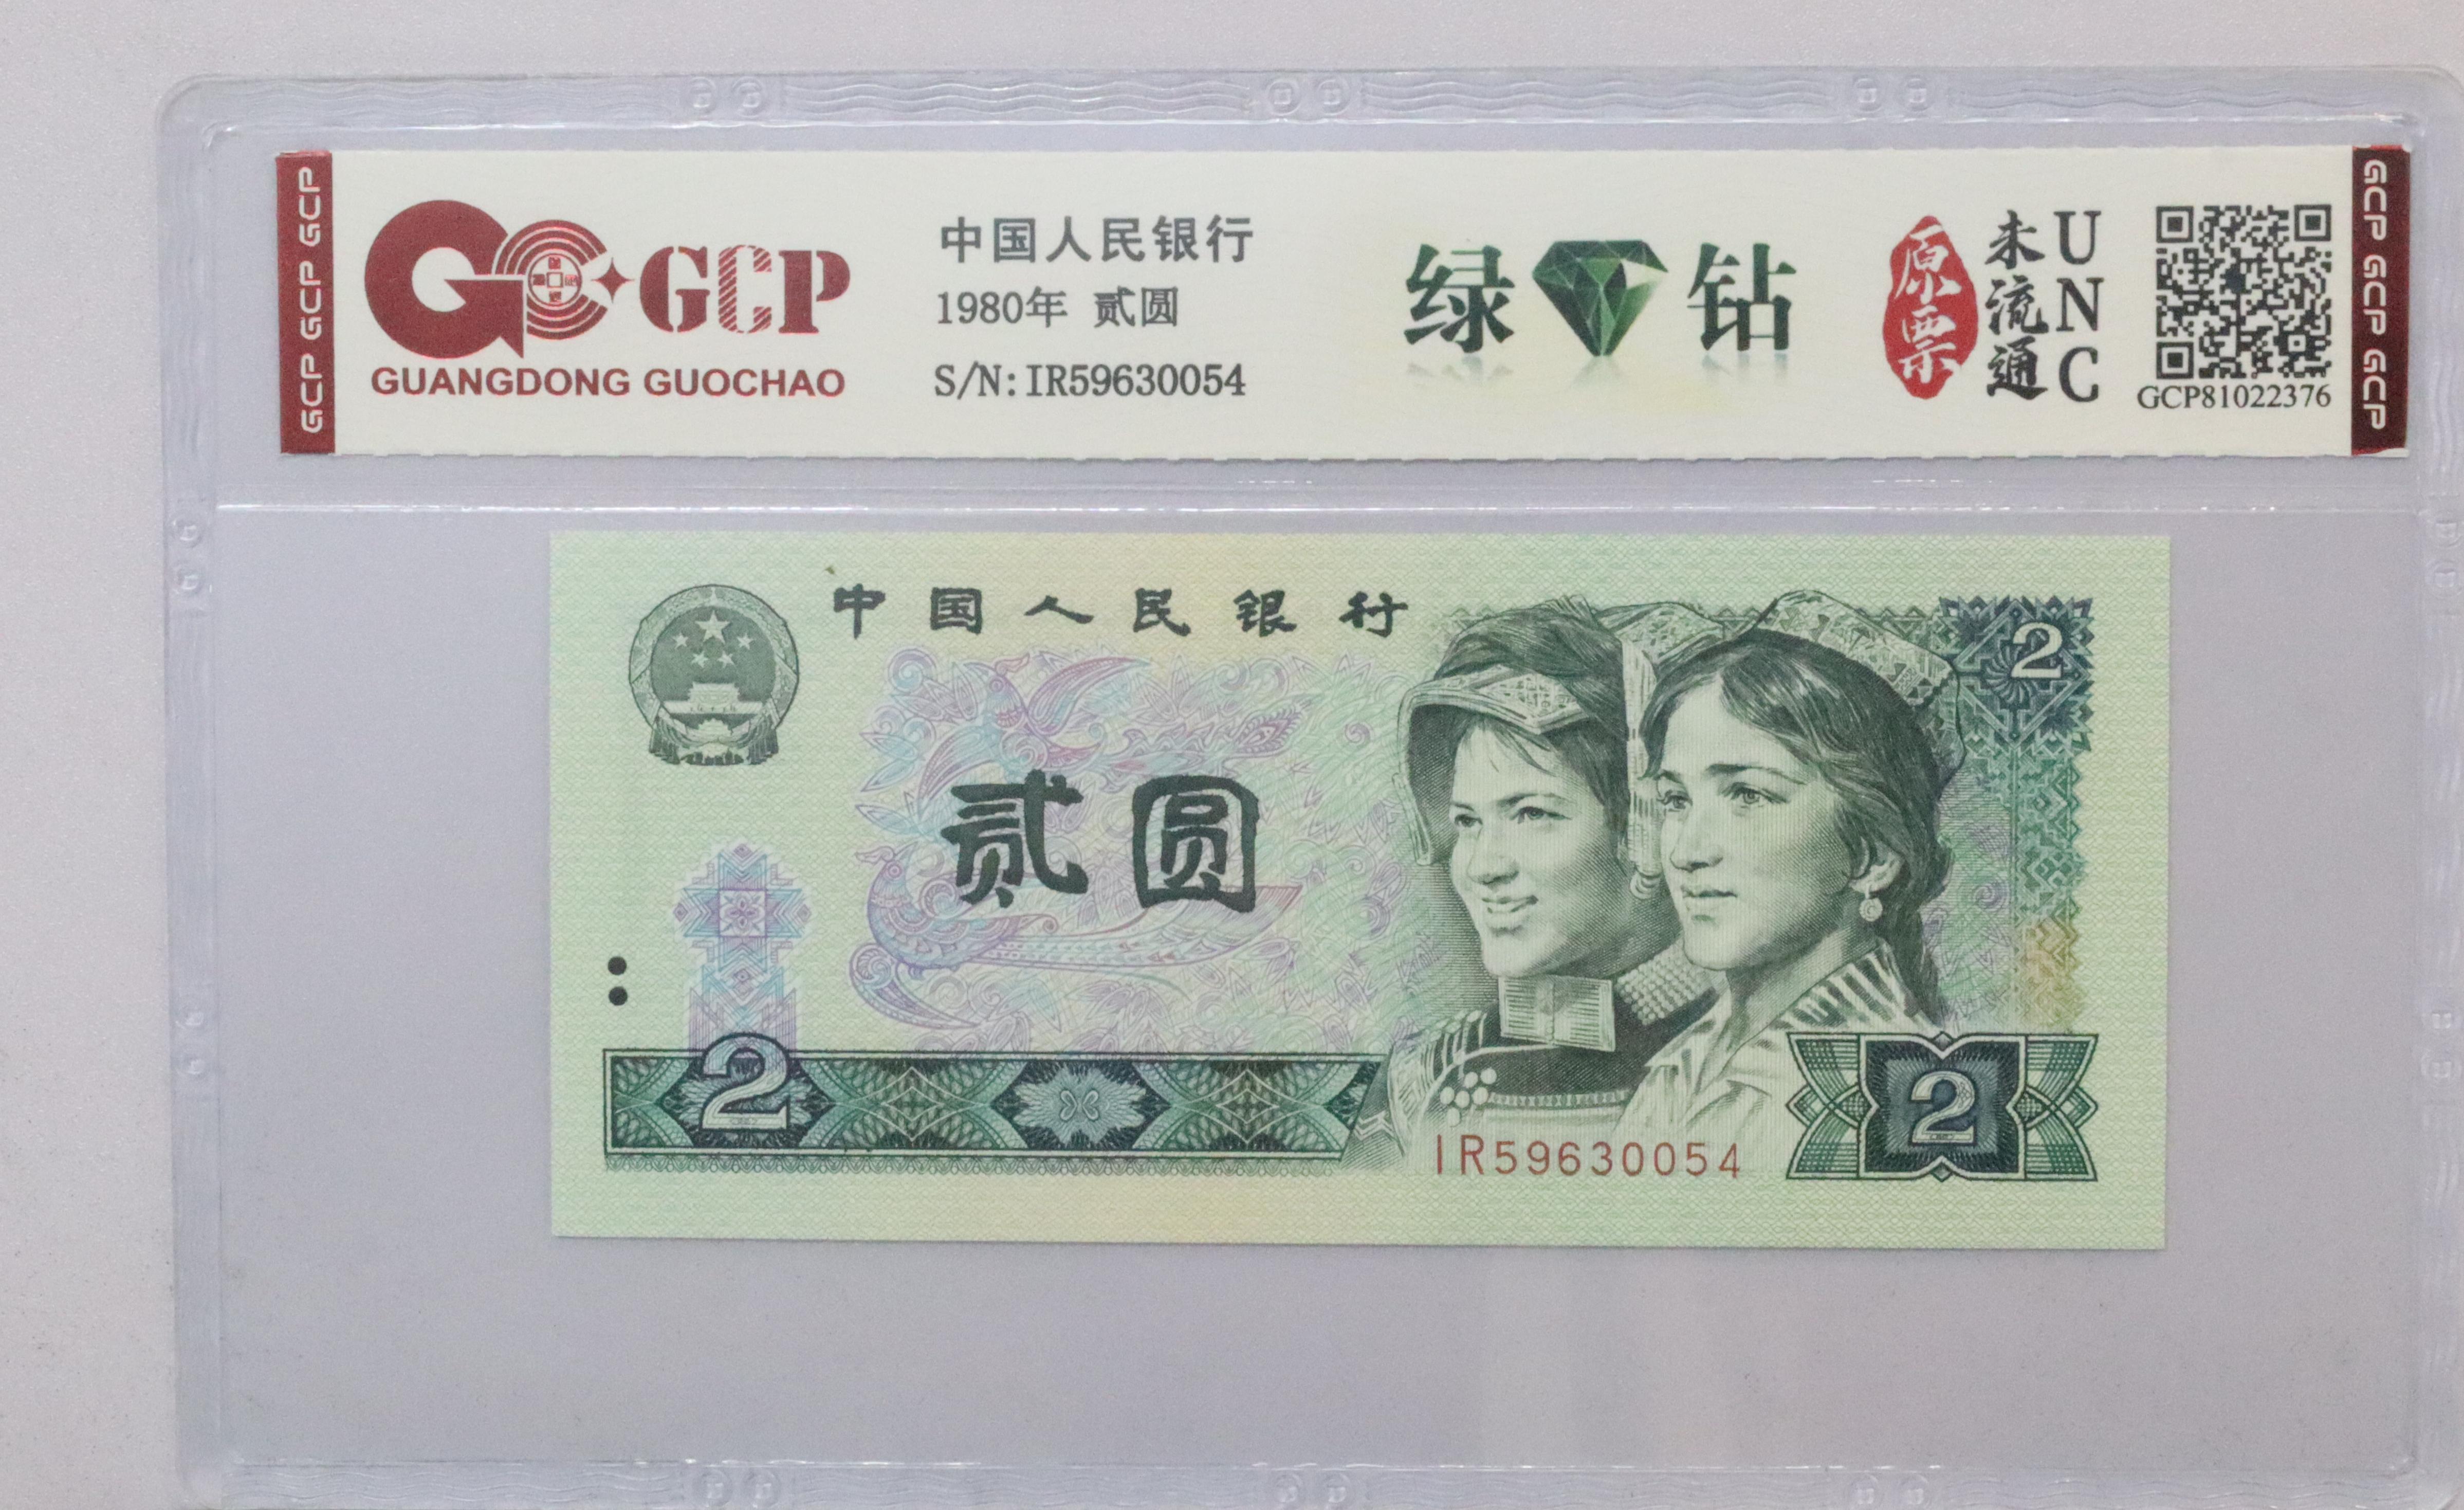 GCP GCP GCP
GCP
GUANGDONG GUOCHAO
中国人民银行
1980年 贰圆
S/N: IR59630054
绿钻
原票
未流通
UNC
GCP81022376
GCP GCP GCP
中国人民银行
2
贰圆
2
IR59630054
2